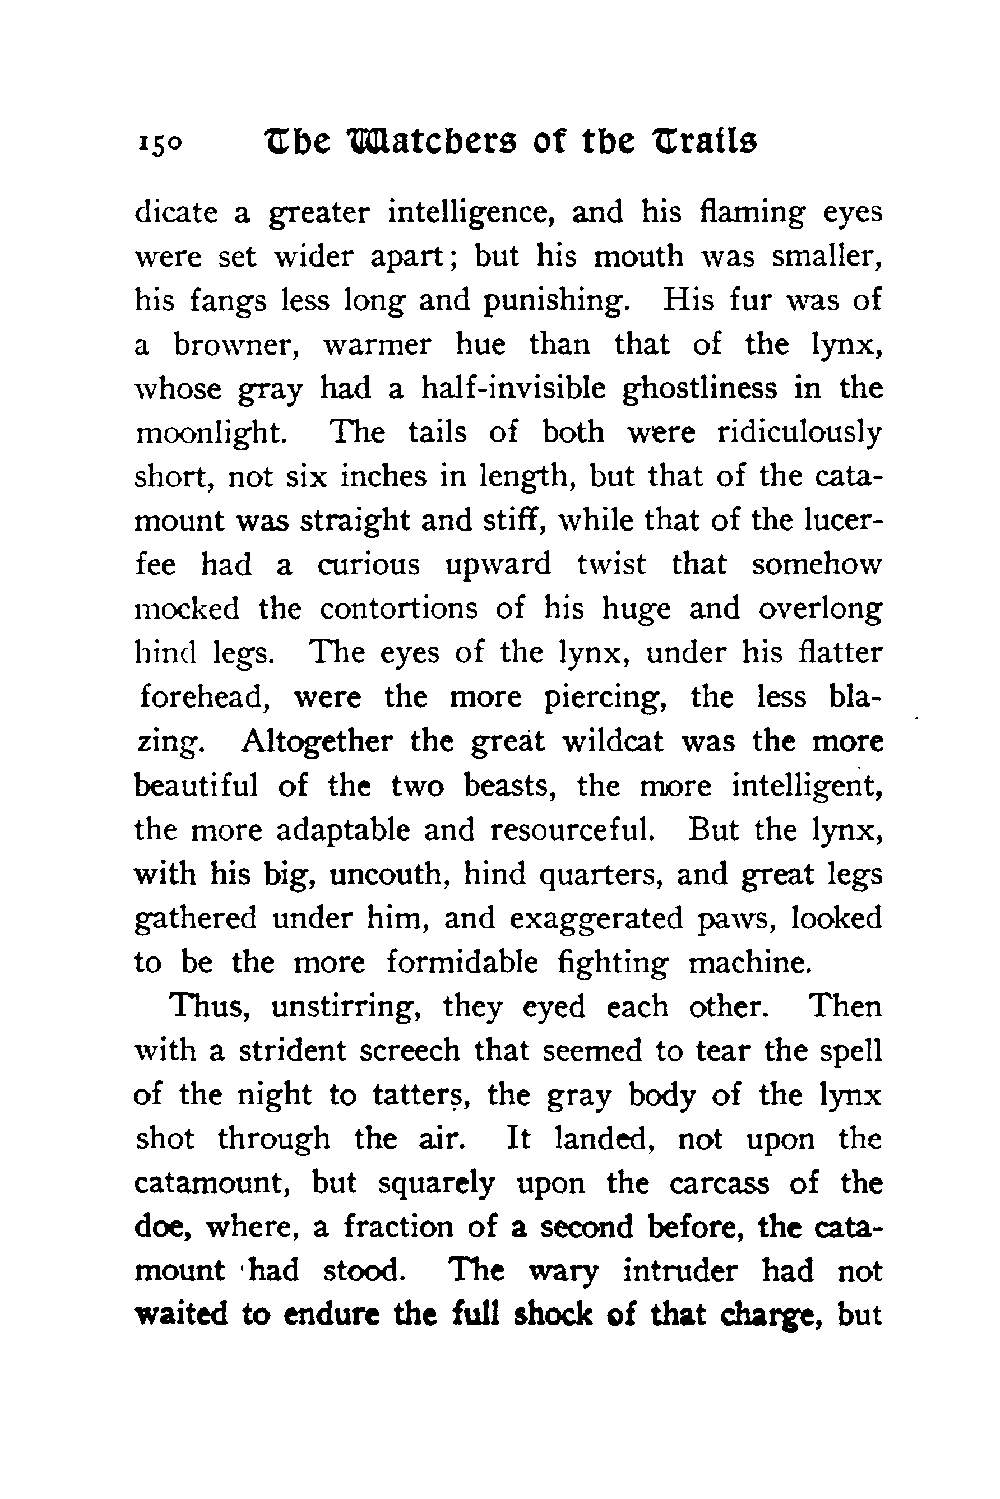 150 The Watchers of the Trails
dicate a greater intelligence, and his flaming eyes
were set wider apart; but his mouth was smaller,
his fangs less long and punishing. His fur was of
a browner, warmer hue than that of the lynx,
whose gray had a half-invisible ghostliness in the
moonlight. The tails of both were ridiculously
short, not six inches in length, but that of the cata-
mount was straight and stiff, while that of the lucer-
fee had a curious upward twist that somehow
mocked the contortions of his huge and overlong
hind legs. The eyes of the lynx, under his flatter
forehead, were the more piercing, the less bla-
zing. Altogether the great wildcat was the more
beautiful of the two beasts, the more intelligent,
the more adaptable and resourceful. But the lynx,
with his big, uncouth, hind quarters, and great legs
gathered under him, and exaggerated paws, looked
to be the more formidable fighting machine.
Thus, unstirring, they eyed each other. Then
with a strident screech that seemed to tear the spell
of the night to tatters, the gray body of the lynx
shot through the air. It landed, not upon the
catamount, but squarely upon the carcass of the
doe, where, a fraction of a second before, the cata-
mount had stood. The wary intruder had not
waited to endure the full shock of that charge, but